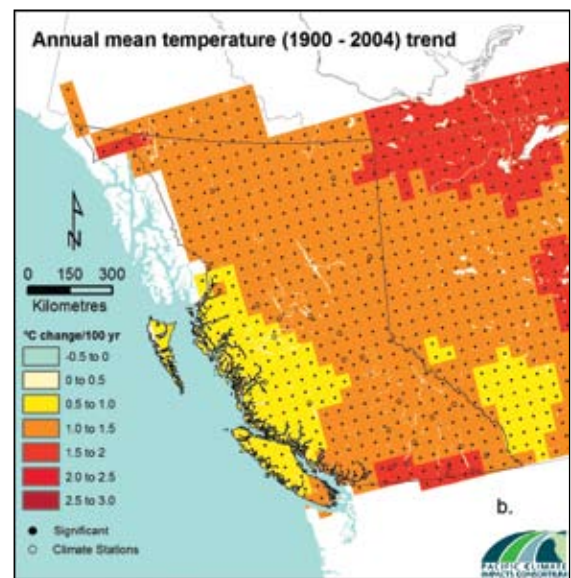 Annual mean temperature (1900 - 2004) trend
N
0 150 300
Kilometres
°C change/100 yr
-0.5 to 0
0 to 0.5
0.5 to 1.0
1.0 to 1.5
1.5 to 2
2.0 to 2.5
2.5 to 3.0
Significant
Climate Stations
b.
PACIFIC CLIMATE
IMPACTS CONSORTIUM